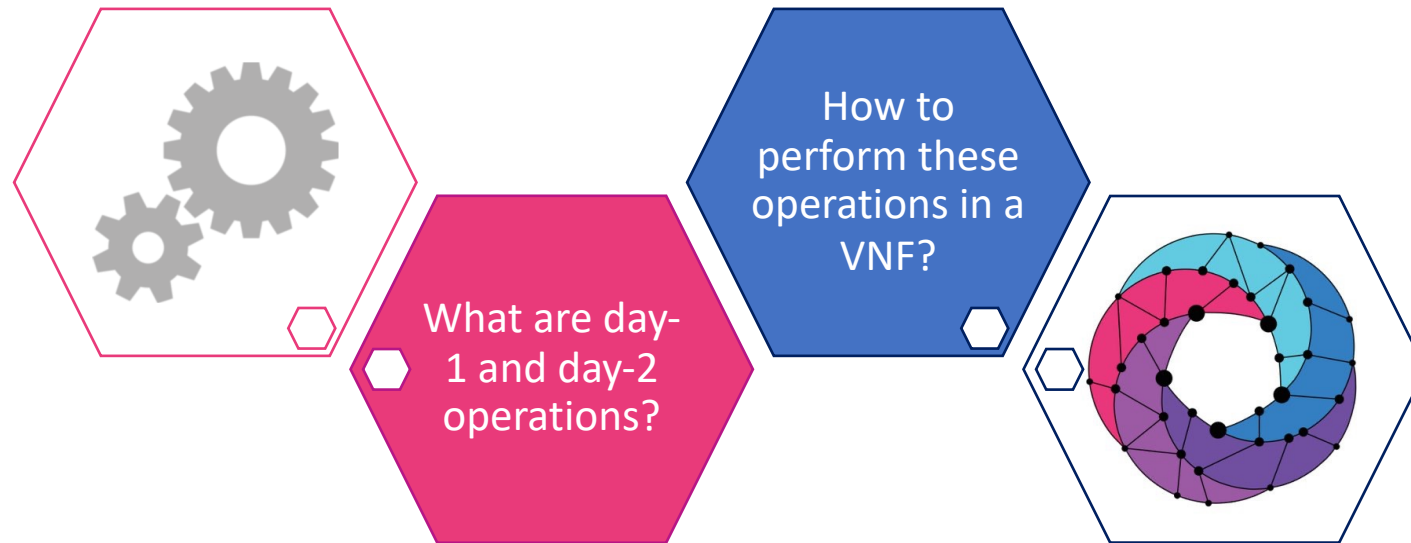 What are day-
1 and day-2
operations?
How to
perform these
operations in a
VNF?